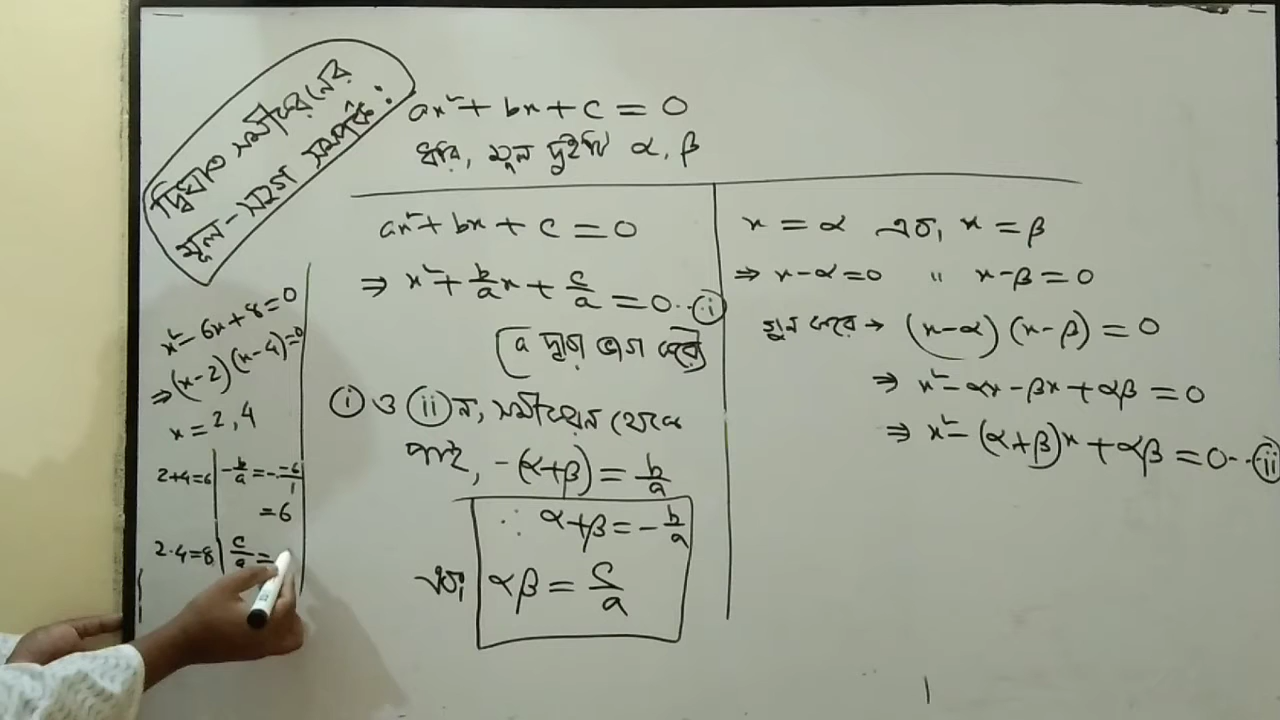 দ্বিঘাত সমীকরণের
মূল-সহগ সম্পর্ক:
ax² + bx + c = 0
ধরি, মূল দুইটি α, β
ax² + bx + c = 0
⇒ x² + b/a x + c/a = 0 -- (i)
[a দ্বারা ভাগ করে]
(i) ও (ii) নং সমীকরণ থেকে
পাই, -(α+β) = b/a
∴ α+β = - b/a
এবং αβ = c/a
x = α এবং, x = β
⇒ x-α=0 " x-β=0
গুন করে → (x-α) (x-β) = 0
⇒ x² - αx - βx + αβ = 0
⇒ x² - (α+β)x + αβ = 0 -- (ii)
x² - 6x + 8 = 0
⇒ (x-2) (x-4) = 0
x = 2, 4
2+4=6 | -b/a = - -6/1
= 6
2·4=8 | c/a =